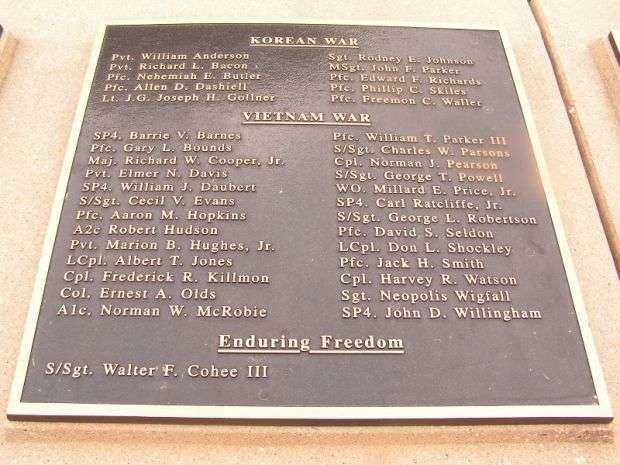 KOREAN WAR
Pvt. William Anderson
Pvt. Richard L. Bacon
Pfc. Nehemiah E. Butler
Pfc. Allen D. Dashiell
Lt. J.G. Joseph H. Gollner
Sgt. Rodney E. Johnson
MSgt. John F. Parker
Pfc. Edward F. Richards
Pfc. Phillip C. Skiles
Pfc. Freemon C. Waller
VIETNAM WAR
SP4. Barrie V. Barnes
Pfc. Gary L. Bounds
Maj. Richard W. Cooper, Jr.
Pvt. Elmer N. Davis
SP4. William J. Daubert
S/Sgt. Cecil V. Evans
Pfc. Aaron M. Hopkins
A2c Robert Hudson
Pvt. Marion B. Hughes, Jr.
LCpl. Albert T. Jones
Cpl. Frederick R. Killmon
Col. Ernest A. Olds
A1c. Norman W. McRobie
Pfc. William T. Parker III
S/Sgt. Charles W. Parsons
Cpl. Norman J. Pearson
S/Sgt. George T. Powell
WO. Millard E. Price, Jr.
SP4. Carl Ratcliffe, Jr.
S/Sgt. George L. Robertson
Pfc. David S. Seldon
LCpl. Don L. Shockley
Pfc. Jack H. Smith
Cpl. Harvey R. Watson
Sgt. Neopolis Wigfall
SP4. John D. Willingham
Enduring Freedom
S/Sgt. Walter F. Cohee III